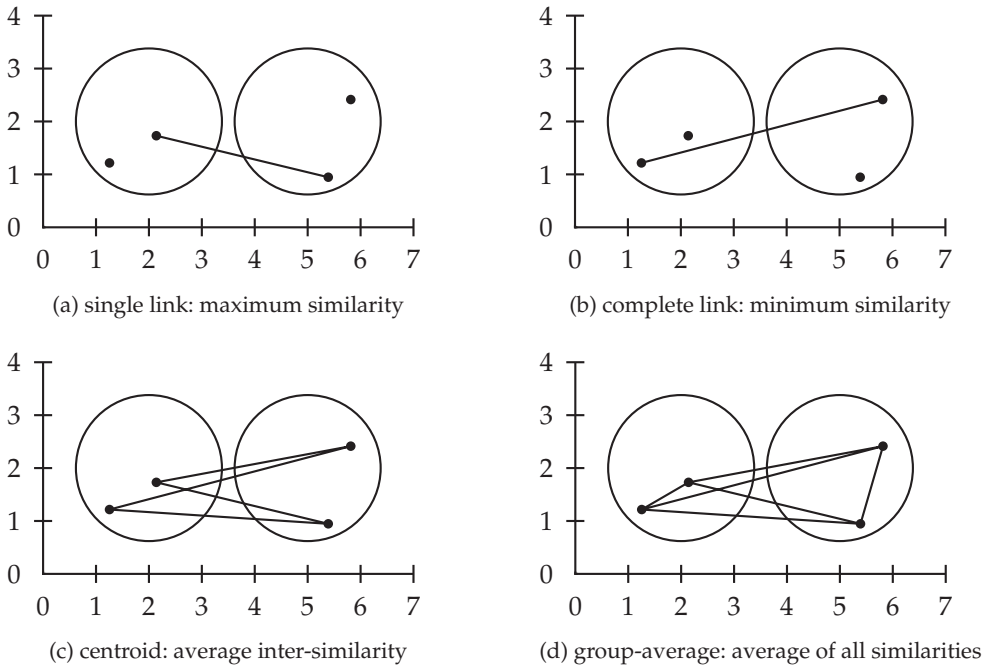 4
3
2
1
0
0 1 2 3 4 5 6 7
(a) single link: maximum similarity
4
3
2
1
0
0 1 2 3 4 5 6 7
(b) complete link: minimum similarity
4
3
2
1
0
0 1 2 3 4 5 6 7
(c) centroid: average inter-similarity
4
3
2
1
0
0 1 2 3 4 5 6 7
(d) group-average: average of all similarities